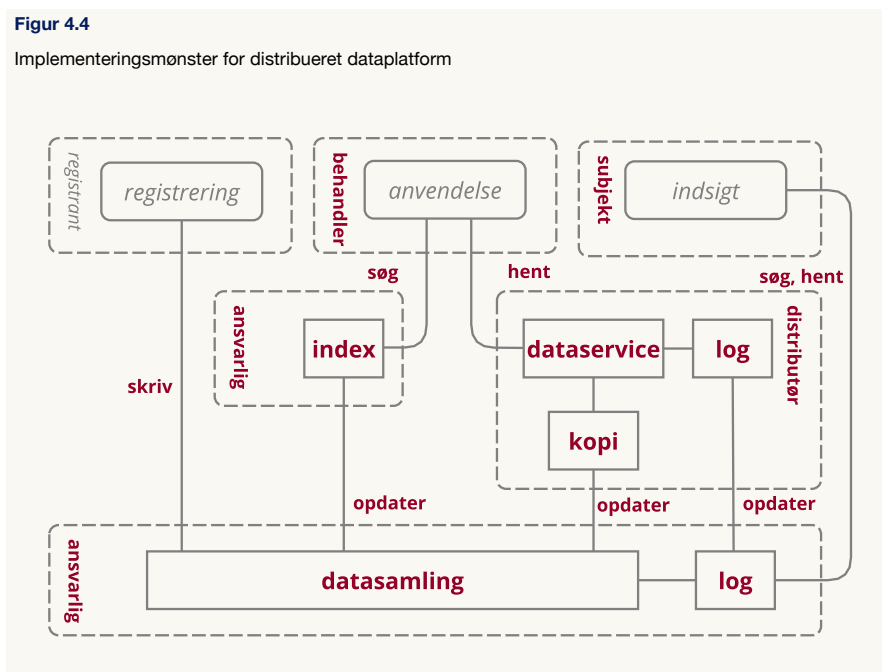 Figur 4.4
Implementeringsmønster for distribueret dataplatform
registrant
registrering
behandler
anvendelse
subjekt
indsigt
søg
hent
søg, hent
ansvarlig
index
dataservice
log
distributør
skriv
kopi
opdater
opdater
opdater
ansvarlig
datasamling
log